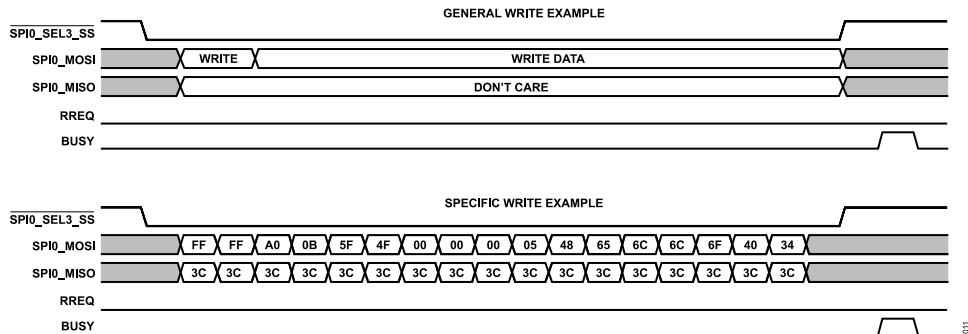 GENERAL WRITE EXAMPLE
SPI0_SEL3_SS
SPI0_MOSI WRITE WRITE DATA
SPI0_MISO DON'T CARE
RREQ
BUSY
SPECIFIC WRITE EXAMPLE
SPI0_SEL3_SS
SPI0_MOSI FF FF A0 0B 5F 4F 00 00 00 05 48 65 6C 6C 6F 40 34
SPI0_MISO 3C 3C 3C 3C 3C 3C 3C 3C 3C 3C 3C 3C 3C 3C 3C 3C 3C
RREQ
BUSY
011